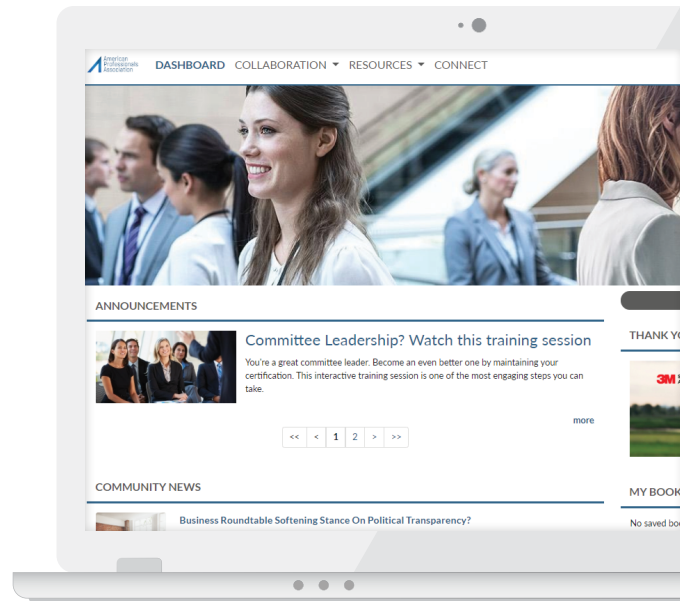 American
Professionals
Association
DASHBOARD COLLABORATION RESOURCES CONNECT
ANNOUNCEMENTS
Committee Leadership? Watch this training session
You're a great committee leader. Become an even better one by maintaining your
certification. This interactive training session is one of the most engaging steps you can
take.
more
<< < 1 2 > >>
THANK YO
3M
COMMUNITY NEWS
Business Roundtable Softening Stance On Political Transparency?
MY BOOK
No saved boo